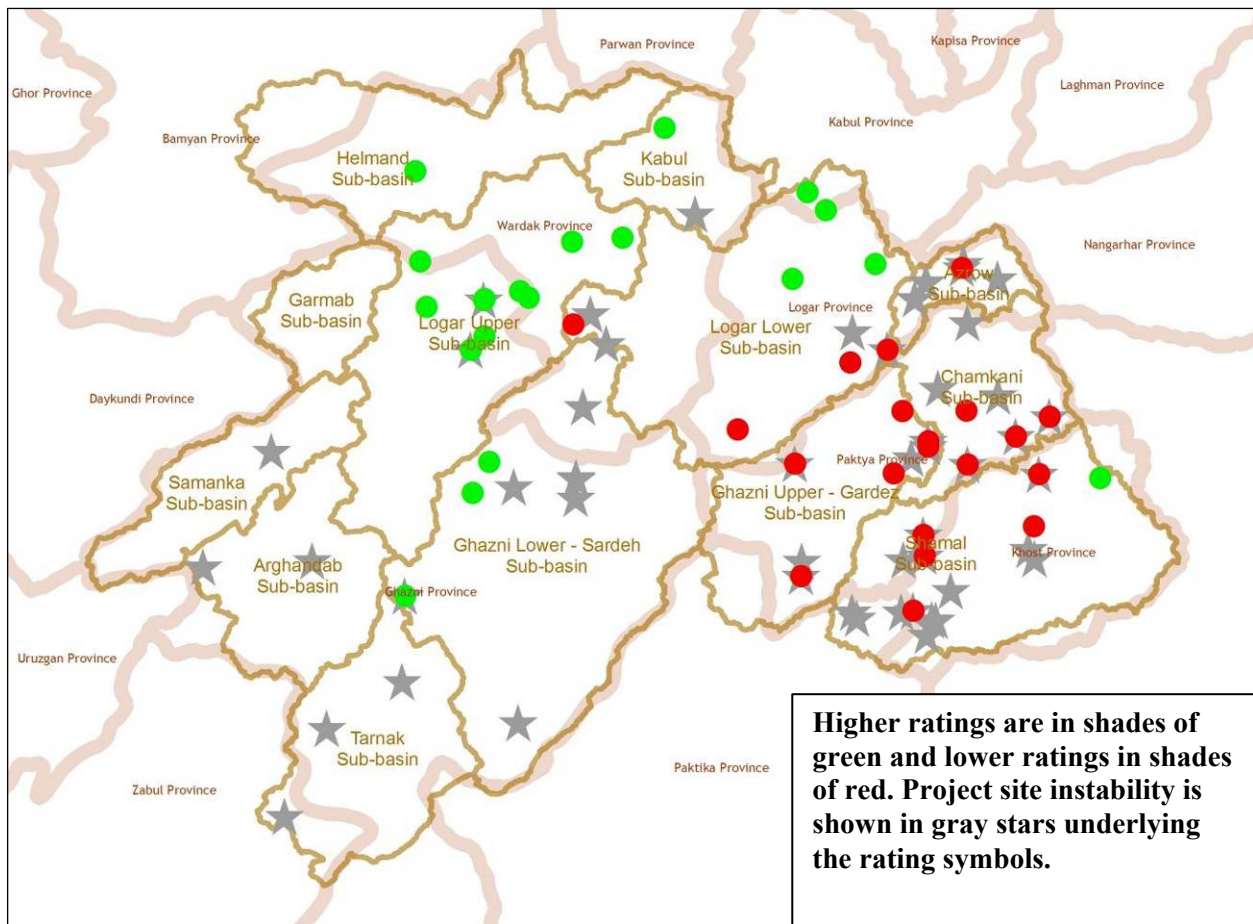 Parwan Province
Kapisa Province
Ghor Province
Laghman Province
Kabul Province
Bamyan Province
Helmand
Sub-basin
Kabul
Sub-basin
Wardak Province
Nangarhar Province
Azrow
Sub-basin
Garmab
Sub-basin
Logar Province
Logar Upper
Sub-basin
Logar Lower
Sub-basin
Chamkani
Sub-basin
Daykundi Province
Paktya Province
Samanka
Sub-basin
Ghazni Upper - Gardez
Sub-basin
Ghazni Lower - Sardeh
Sub-basin
Shamal
Sub-basin
Khost Province
Arghandab
Sub-basin
Ghazni Province
Uruzgan Province
Tarnak
Sub-basin
Paktika Province
Zabul Province
Higher ratings are in shades of
green and lower ratings in shades
of red. Project site instability is
shown in gray stars underlying
the rating symbols.